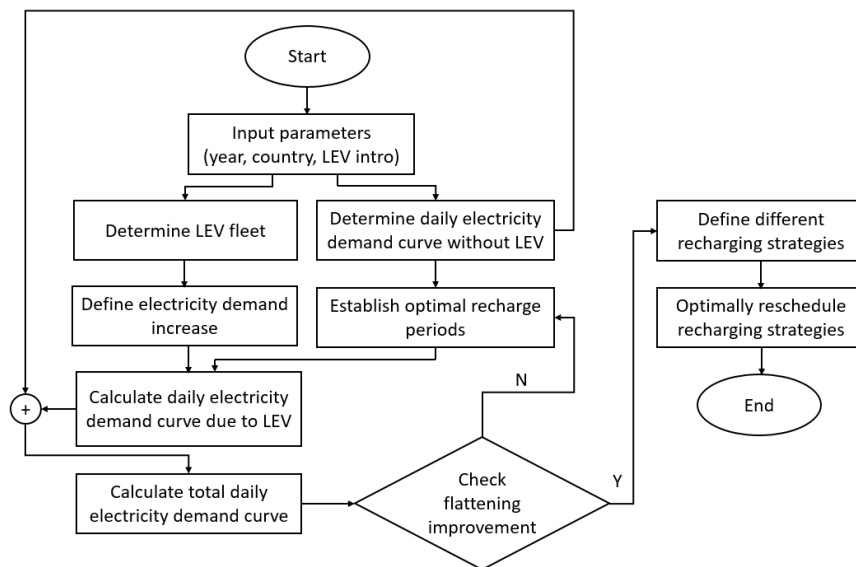 Start
Input parameters
(year, country, LEV intro)
Determine LEV fleet
Determine daily electricity
demand curve without LEV
Define different
recharging strategies
Define electricity demand
increase
Establish optimal recharge
periods
Optimally reschedule
recharging strategies
N
Calculate daily electricity
demand curve due to LEV
End
+
Calculate total daily
electricity demand curve
Check
flattening
improvement
Y